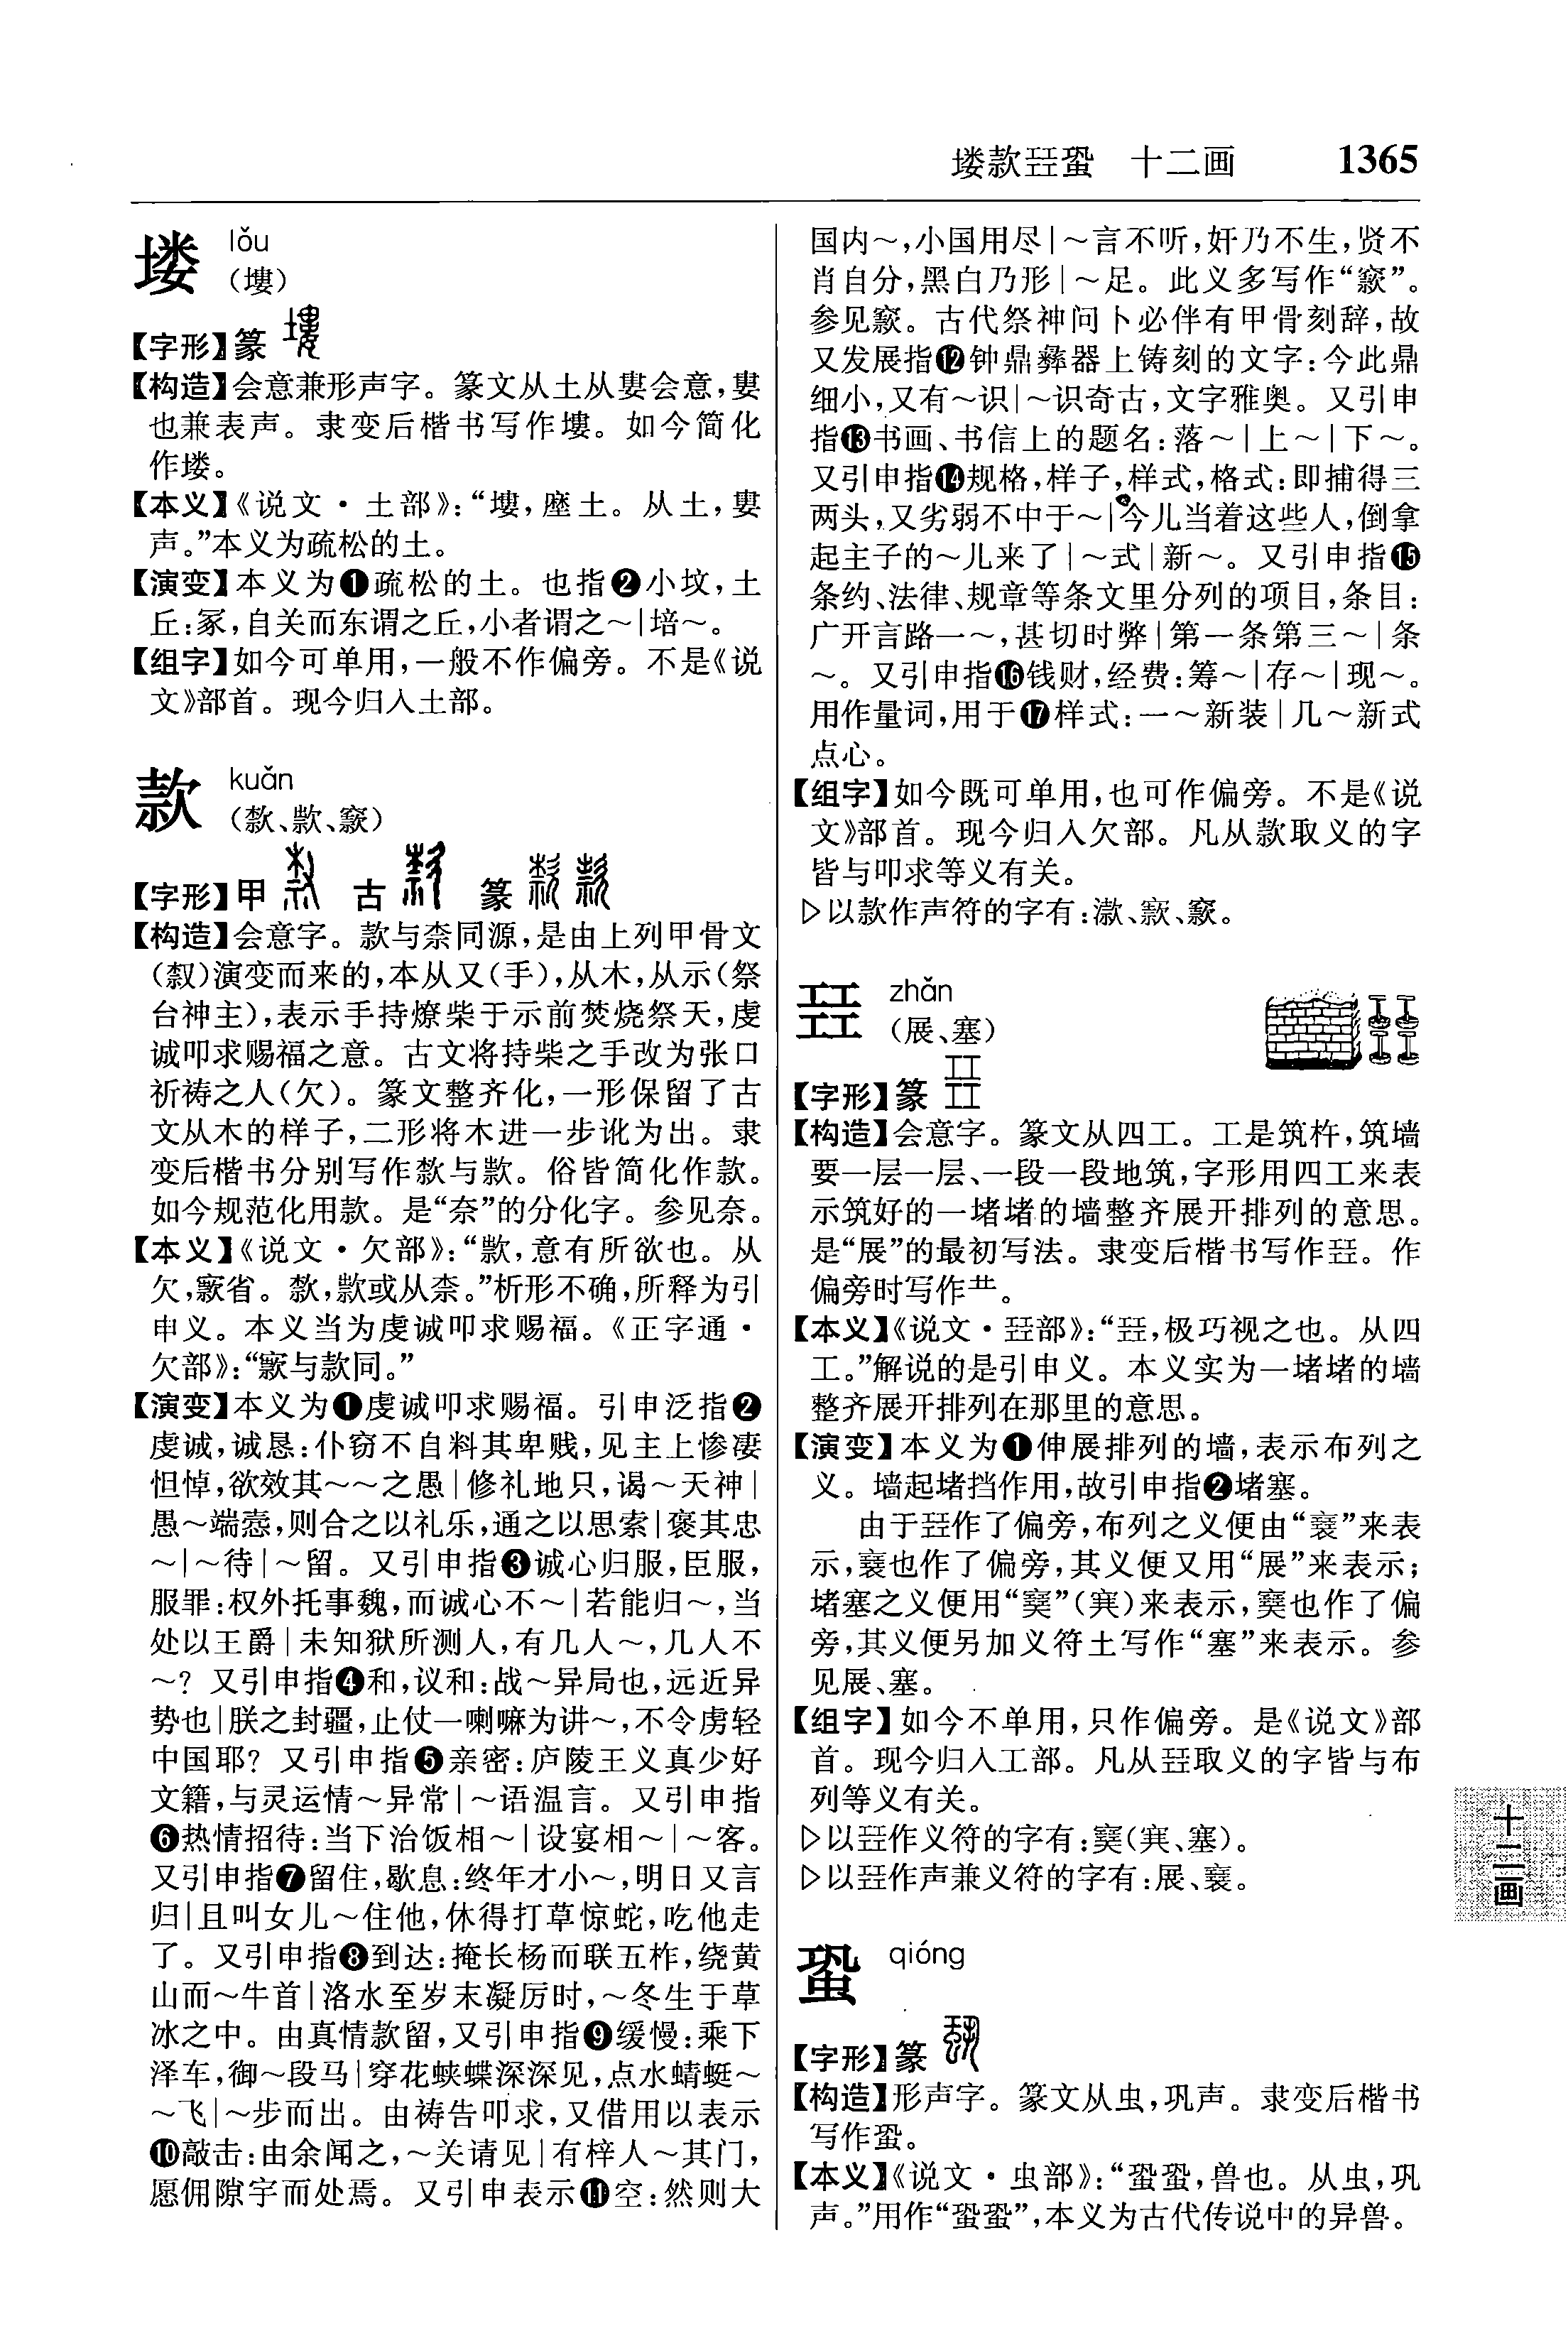 塿款㠭蛩　十二画　1365
塿 lǒu
（塿）
【字形】篆
【构造】会意兼形声字。篆文从土从婁会意，婁
也兼表声。隶变后楷书写作塿。如今简化
作𪣻。
【本义】《说文·土部》：“塿，塺土。从土，婁
声。”本义为疏松的土。
【演变】本义为❶疏松的土。也指❷小坟，土
丘：冢，自关而东谓之丘，小者谓之～|培～。
【组字】如今可单用，一般不作偏旁。不是《说
文》部首。现今归入土部。
款 kuǎn
（㱁、欵、窾）
【字形】甲　古　篆
【构造】会意字。款与柰同源，是由上列甲骨文
（㪑）演变而来的，本从又（手），从木，从示（祭
台神主），表示手持燎柴于示前焚烧祭天，虔
诚叩求赐福之意。古文将持柴之手改为张口
祈祷之人（欠）。篆文整齐化，一形保留了古
文从木的样子，二形将木进一步讹为出。隶
变后楷书分别写作㱁与款。俗皆简化作款。
如今规范化用款。是“奈”的分化字。参见奈。
【本义】《说文·欠部》：“款，意有所欲也。从
欠，窾省。㱁，款或从柰。”析形不确，所释为引
申义。本义当为虔诚叩求赐福。《正字通·
欠部》：“窾与款同。”
【演变】本义为❶虔诚叩求赐福。引申泛指❷
虔诚，诚恳：仆窃不自料其卑贱，见主上惨凄
怛悼，欲效其～～之愚|修礼地只，谒～天神|
愚～端悫，则合之以礼乐，通之以思索|褒其忠
～|～待|～留。又引申指❸诚心归服，臣服，
服罪：权外托事魏，而诚心不～|若能归～，当
处以王爵|未知狱所测人，有几人～，几人不
～？又引申指❹和，议和：战～异局也，远近异
势也|朕之封疆，止仗一喇嘛为讲～，不令虏轻
中国耶？又引申指❺亲密：庐陵王义真少好
文籍，与灵运情～异常|～语温言。又引申指
❻热情招待：当下治饭相～|设宴相～|～客。
又引申指❼留住，歇息：终年才小～，明日又言
归|且叫女儿～住他，休得打草惊蛇，吃他走
了。又引申指❽到达：掩长杨而联五柞，绕黄
山而～牛首|洛水至岁末凝厉时，～冬生于草
冰之中。由真情款留，又引申指❾缓慢：乘下
泽车，御～段马|穿花蛱蝶深深见，点水蜻蜓～
～飞|～步而出。由祷告叩求，又借用以表示
❿敲击：由余闻之，～关请见|有梓人～其门，
愿佣隙宇而处焉。又引申表示⓫空：然则大
国内～，小国用尽|～言不听，奸乃不生，贤不
肖自分，黑白乃形|～足。此义多写作“窾”。
参见窾。古代祭神问卜必伴有甲骨刻辞，故
又发展指⓬钟鼎彝器上铸刻的文字：今此鼎
细小，又有～识|～识奇古，文字雅奥。又引申
指⓭书画、书信上的题名：落～|上～|下～。
又引申指⓮规格，样子，样式，格式：即捕得三
两头，又劣弱不中于～|今儿当着这些人，倒拿
起主子的～儿来了|～式|新～。又引申指⓯
条约、法律、规章等条文里分列的项目，条目：
广开言路一～，甚切时弊|第一条第三～|条
～。又引申指⓰钱财，经费：筹～|存～|现～。
用作量词，用于⓱样式：一～新装|几～新式
点心。
【组字】如今既可单用，也可作偏旁。不是《说
文》部首。现今归入欠部。凡从款取义的字
皆与叩求等义有关。
▷以款作声符的字有：㵀、窾。
㠭 zhǎn
（展、塞）
【字形】篆
【构造】会意字。篆文从四工。工是筑杵，筑墙
要一层一层、一段一段地筑，字形用四工来表
示筑好的一堵堵的墙整齐展开排列的意思。
是“展”的最初写法。隶变后楷书写作㠭。作
偏旁时写作龷。
【本义】《说文·㠭部》：“㠭，极巧视之也。从四
工。”解说的是引申义。本义实为一堵堵的墙
整齐展开排列在那里的意思。
【演变】本义为❶伸展排列的墙，表示布列之
义。墙起堵挡作用，故引申指❷堵塞。
由于㠭作了偏旁，布列之义便由“襄”来表
示，襄也作了偏旁，其义便又用“展”来表示；
堵塞之义便用“窫”（㝶）来表示，窫也作了偏
旁，其义便另加义符土写作“塞”来表示。参
见展、塞。
【组字】如今不单用，只作偏旁。是《说文》部
首。现今归入工部。凡从㠭取义的字皆与布
列等义有关。
▷以㠭作义符的字有：（塞）。
▷以㠭作声兼义符的字有：展。
蛩 qióng
【字形】篆
【构造】形声字。篆文从虫，巩声。隶变后楷书
写作蛩。
【本义】《说文·虫部》：“蛩蛩，兽也。从虫，巩
声。”用作“蛩蛩”，本义为古代传说中的异兽。
十二画